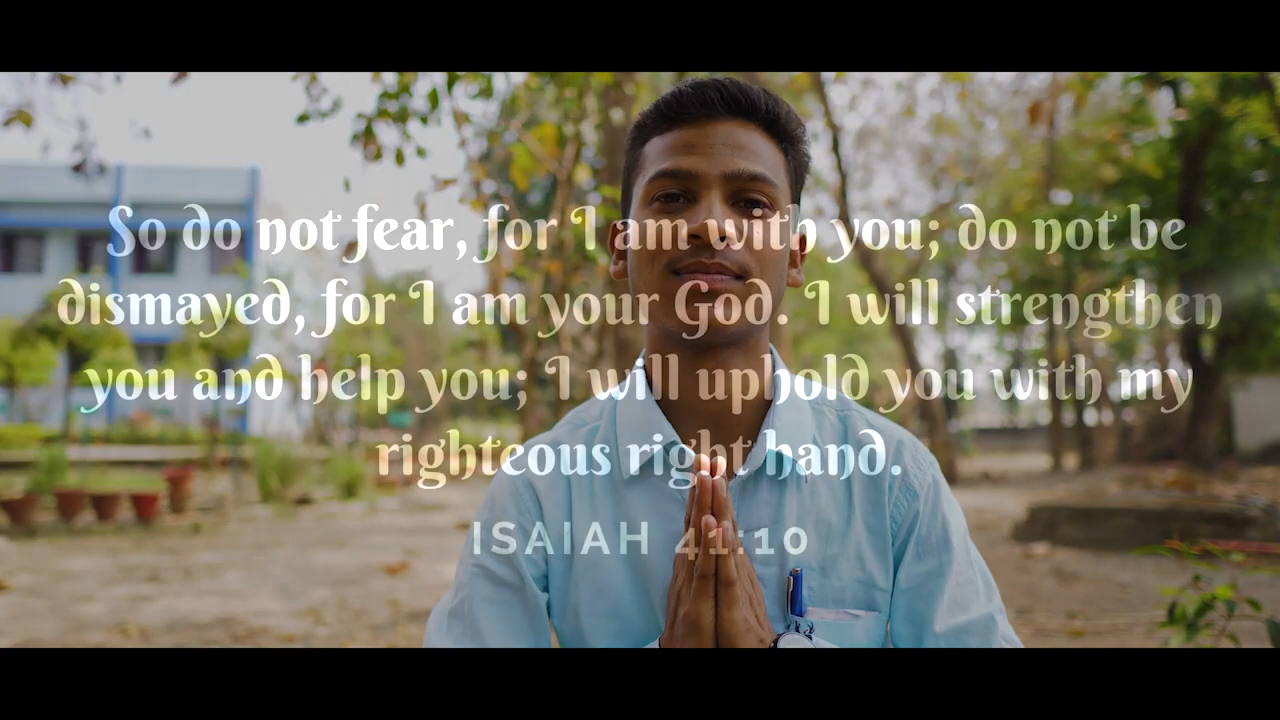 So do not fear, for I am with you; do not be
dismayed, for I am your God. I will strengthen
you and help you; I will uphold you with my
righteous right hand.
ISAIAH 41:10